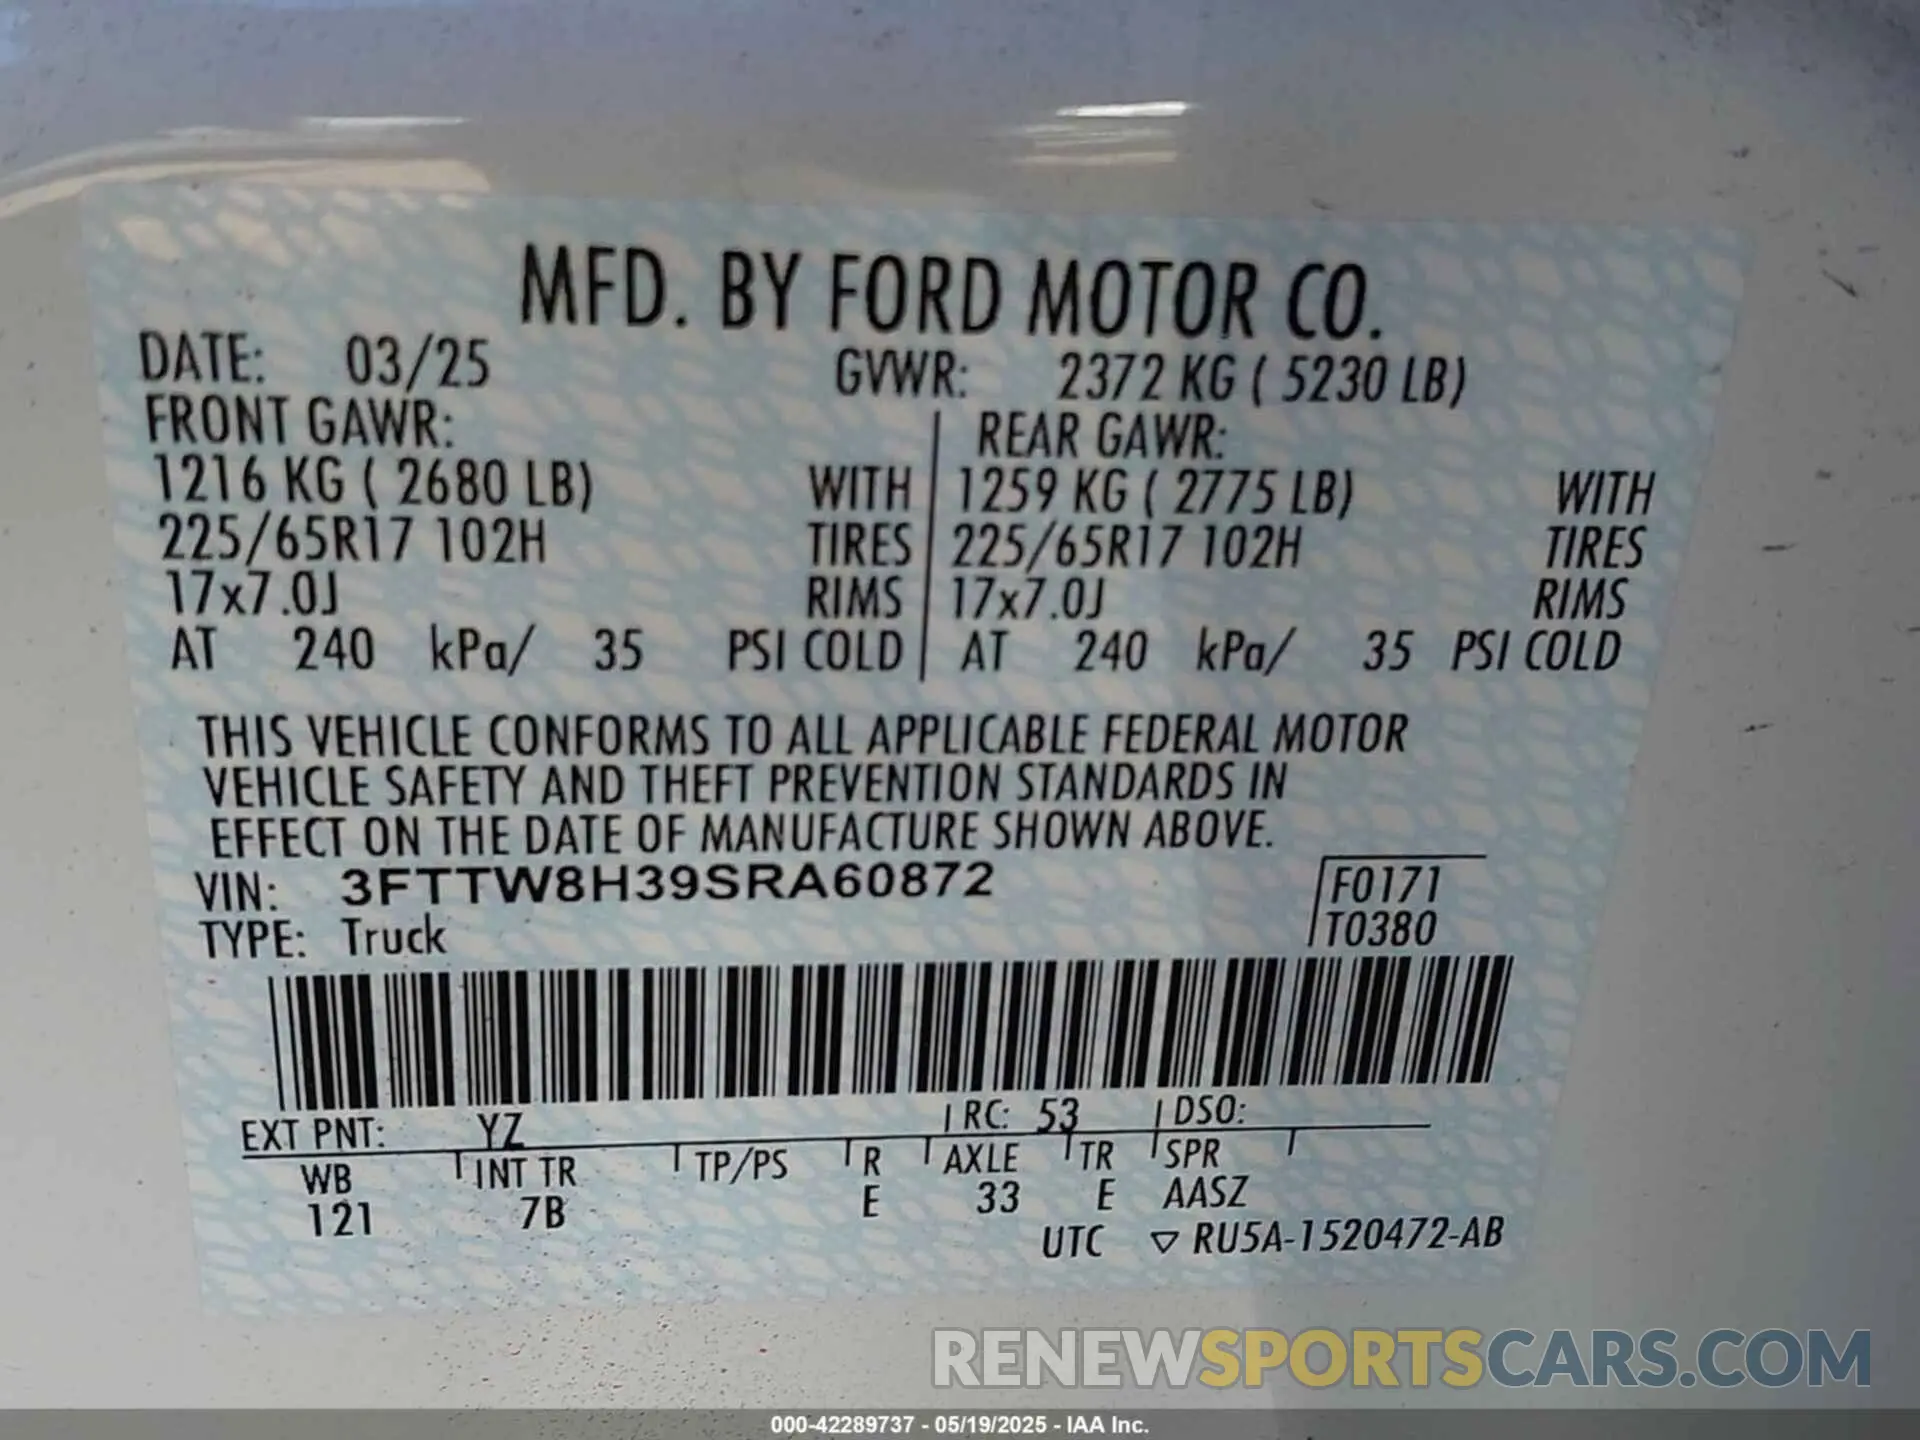 MFD. BY FORD MOTOR CO.
DATE: 03/25 GVWR: 2372 KG ( 5230 LB)
FRONT GAWR: REAR GAWR:
1216 KG ( 2680 LB) WITH 1259 KG ( 2775 LB) WITH
225/65R17 102H TIRES 225/65R17 102H TIRES
17x7.0J RIMS 17x7.0J RIMS
AT 240 kPa/ 35 PSI COLD AT 240 kPa/ 35 PSI COLD
THIS VEHICLE CONFORMS TO ALL APPLICABLE FEDERAL MOTOR
VEHICLE SAFETY AND THEFT PREVENTION STANDARDS IN
EFFECT ON THE DATE OF MANUFACTURE SHOWN ABOVE.
VIN: 3FTTW8H39SRA60872 F0171
TYPE: Truck T0380
EXT PNT: YZ RC: 53 DSO:
WB INT TR TP/PS R AXLE TR SPR
121 7B E 33 E AASZ
UTC ▽ RU5A-1520472-AB
RENEWSPORTSCARS.COM
000-42289737 - 05/19/2025 - IAA Inc.